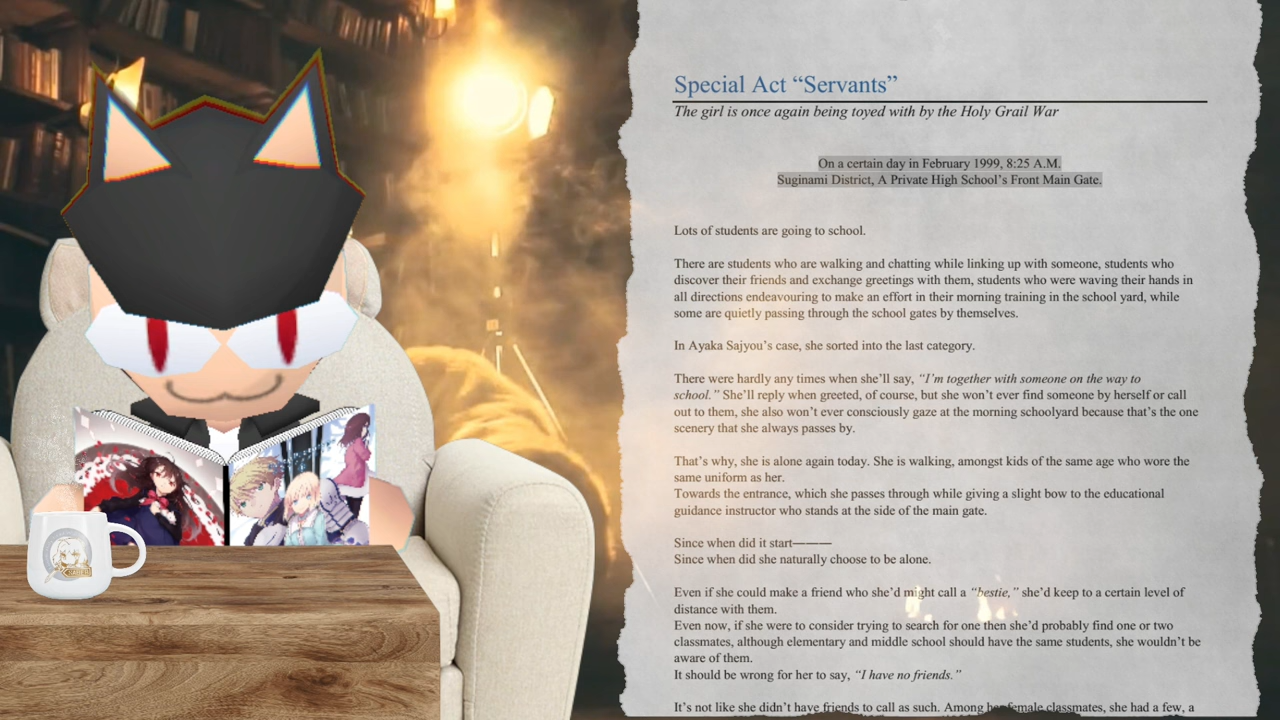 Special Act “Servants”
The girl is once again being toyed with by the Holy Grail War
On a certain day in February 1999, 8:25 A.M.
Suginami District, A Private High School’s Front Main Gate.
Lots of students are going to school.
There are students who are walking and chatting while linking up with someone, students who
discover their friends and exchange greetings with them, students who were waving their hands in
all directions endeavouring to make an effort in their morning training in the school yard, while
some are quietly passing through the school gates by themselves.
In Ayaka Sajyou’s case, she sorted into the last category.
There were hardly any times when she’ll say, “I’m together with someone on the way to
school.” She’ll reply when greeted, of course, but she won’t ever find someone by herself or call
out to them, she also won’t ever consciously gaze at the morning schoolyard because that’s the one
scenery that she always passes by.
That’s why, she is alone again today. She is walking, amongst kids of the same age who wore the
same uniform as her.
Towards the entrance, which she passes through while giving a slight bow to the educational
guidance instructor who stands at the side of the main gate.
Since when did it start———
Since when did she naturally choose to be alone.
Even if she could make a friend who she’d might call a “bestie,” she’d keep to a certain level of
distance with them.
Even now, if she were to consider trying to search for one then she’d probably find one or two
classmates, although elementary and middle school should have the same students, she wouldn’t be
aware of them.
It should be wrong for her to say, “I have no friends.”
It’s not like she didn’t have friends to call as such. Among her female classmates, she had a few, a